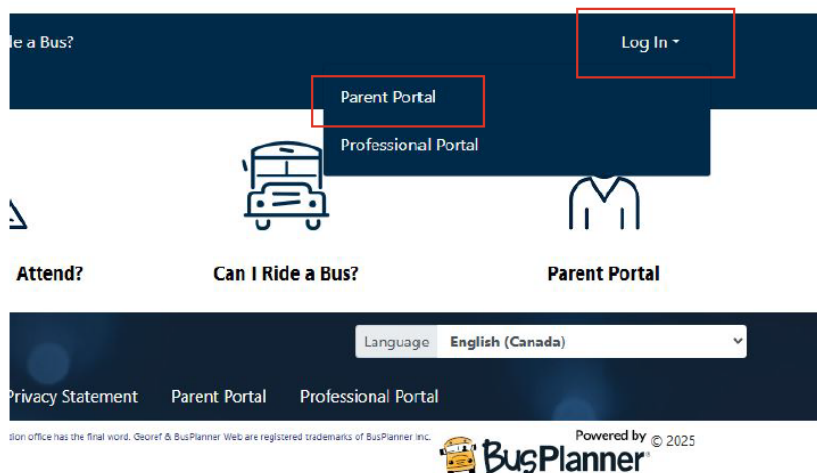 le a Bus?
Log In
Parent Portal
Professional Portal
Attend?
Can I Ride a Bus?
Parent Portal
Language English (Canada)
Privacy Statement Parent Portal Professional Portal
tion office has the final word. Georef & BusPlanner Web are registered trademarks of BusPlanner Inc.
Powered by © 2025
BusPlanner